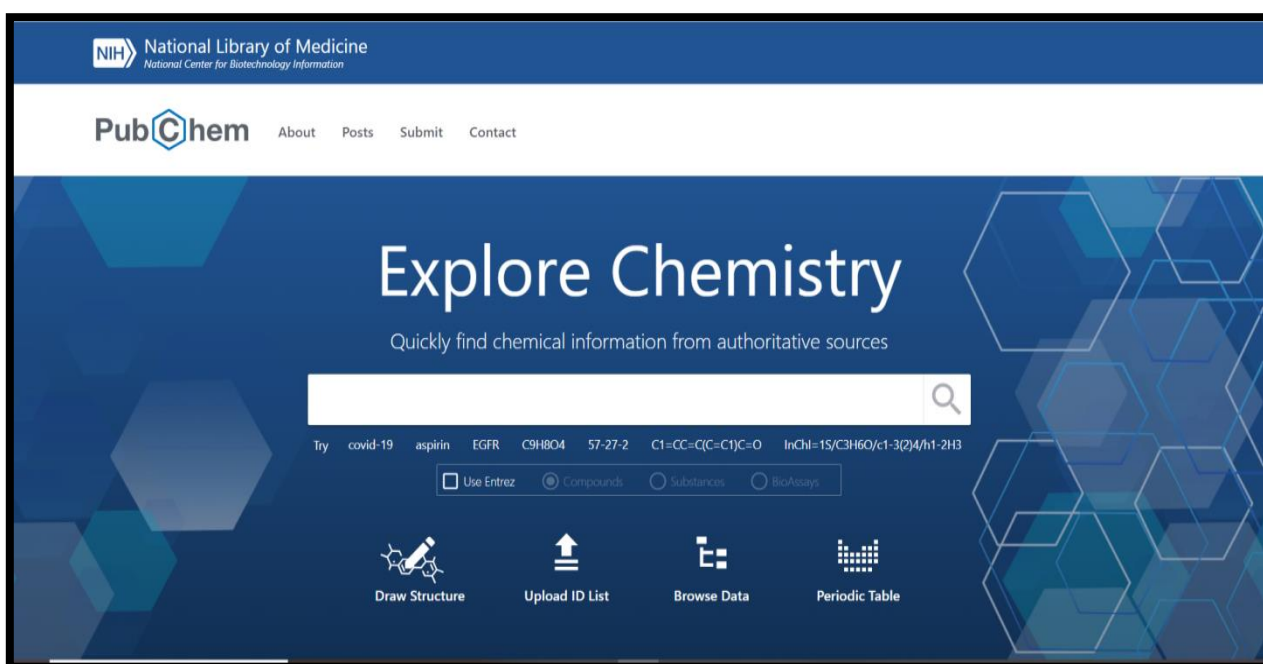 NIH National Library of Medicine
National Center for Biotechnology Information
PubChem About Posts Submit Contact
Explore Chemistry
Quickly find chemical information from authoritative sources
Try covid-19 aspirin EGFR C9H8O4 57-27-2 C1=CC=C(C=C1)C=O InChI=1S/C3H6O/c1-3(2)4/h1-2H3
Use Entrez Compounds Substances BioAssays
Draw Structure Upload ID List Browse Data Periodic Table